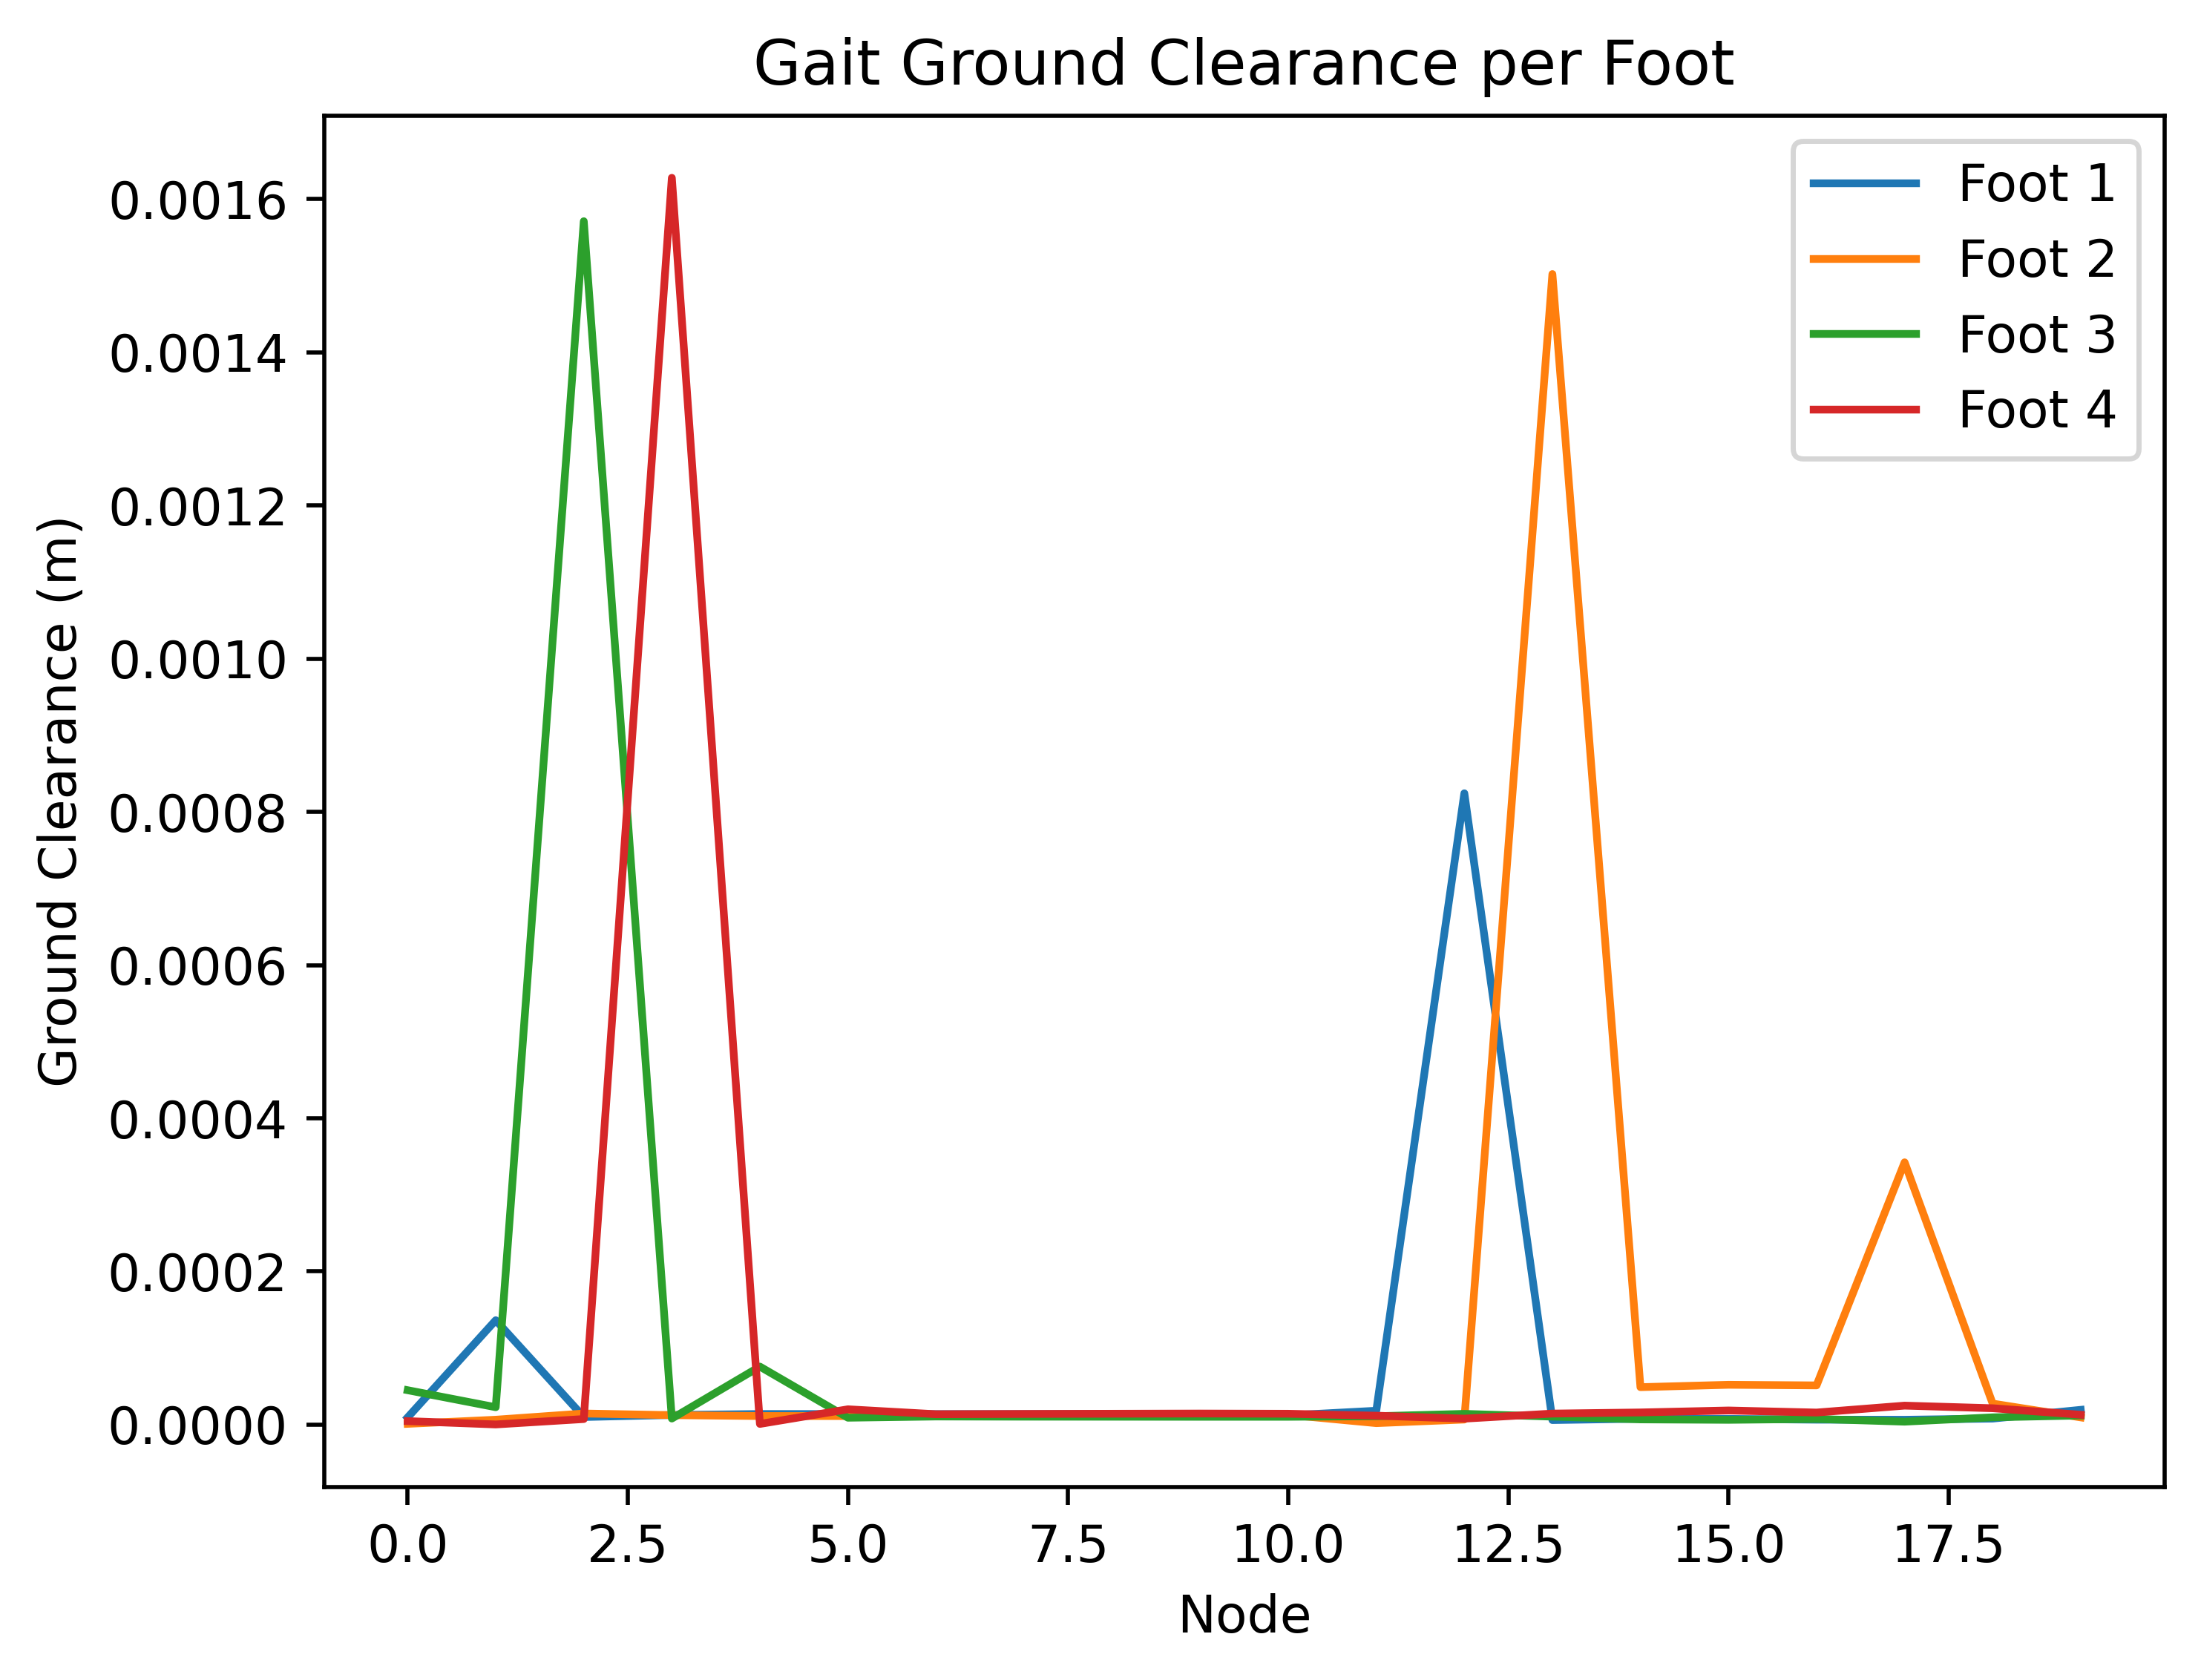 Gait Ground Clearance per Foot
Foot 1
Foot 2
Foot 3
Foot 4
Ground Clearance (m)
0.0016
0.0014
0.0012
0.0010
0.0008
0.0006
0.0004
0.0002
0.0000
0.0 2.5 5.0 7.5 10.0 12.5 15.0 17.5
Node